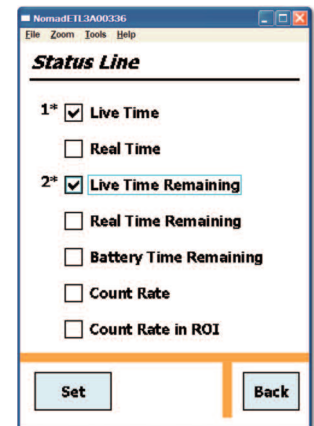 NomadETL3A00336
File Zoom Tools Help
Status Line
1* Live Time
Real Time
2* Live Time Remaining
Real Time Remaining
Battery Time Remaining
Count Rate
Count Rate in ROI
Set Back